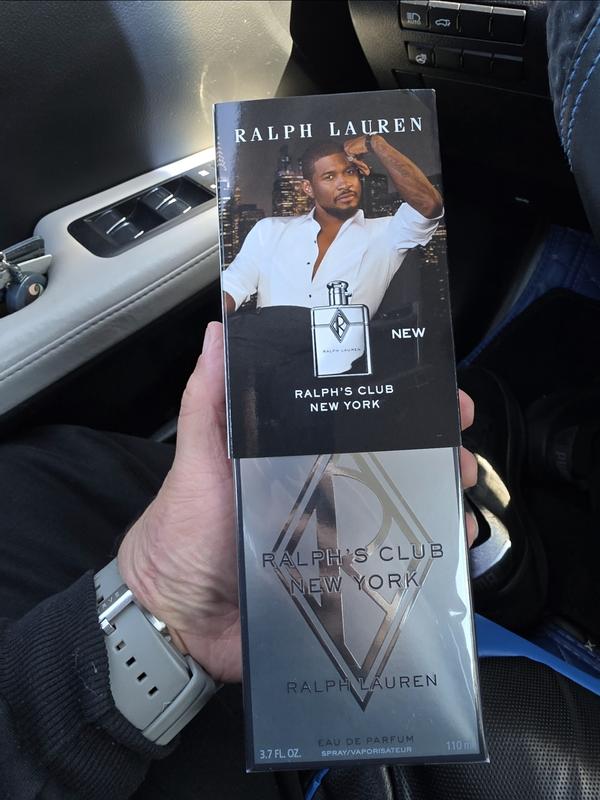 RALPH LAUREN
RALPH LAUREN
NEW
RALPH'S CLUB
NEW YORK
RALPH'S CLUB
NEW YORK
RALPH LAUREN
EAU DE PARFUM
3.7 FL. OZ. SPRAY/VAPORISATEUR 110 m